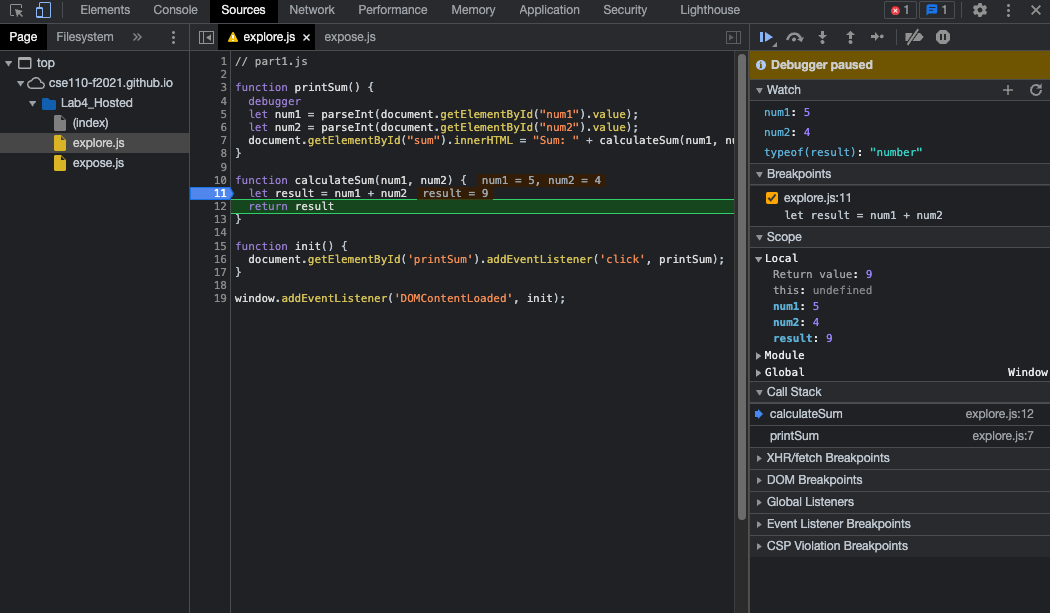 Elements Console Sources Network Performance Memory Application Security Lighthouse 1 1
Page Filesystem » explore.js × expose.js
top
cse110-f2021.github.io
Lab4_Hosted
(index)
explore.js
expose.js
1 // part1.js
2
3 function printSum() {
4 debugger
5 let num1 = parseInt(document.getElementById("num1").value);
6 let num2 = parseInt(document.getElementById("num2").value);
7 document.getElementById("sum").innerHTML = "Sum: " + calculateSum(num1, nu
8 }
9
10 function calculateSum(num1, num2) { num1 = 5, num2 = 4
11 let result = num1 + num2 result = 9
12 return result
13 }
14
15 function init() {
16 document.getElementById('printSum').addEventListener('click', printSum);
17 }
18
19 window.addEventListener('DOMContentLoaded', init);
Debugger paused
Watch
num1: 5
num2: 4
typeof(result): "number"
Breakpoints
explore.js:11
let result = num1 + num2
Scope
Local
Return value: 9
this: undefined
num1: 5
num2: 4
result: 9
Module
Global Window
Call Stack
calculateSum explore.js:12
printSum explore.js:7
XHR/fetch Breakpoints
DOM Breakpoints
Global Listeners
Event Listener Breakpoints
CSP Violation Breakpoints